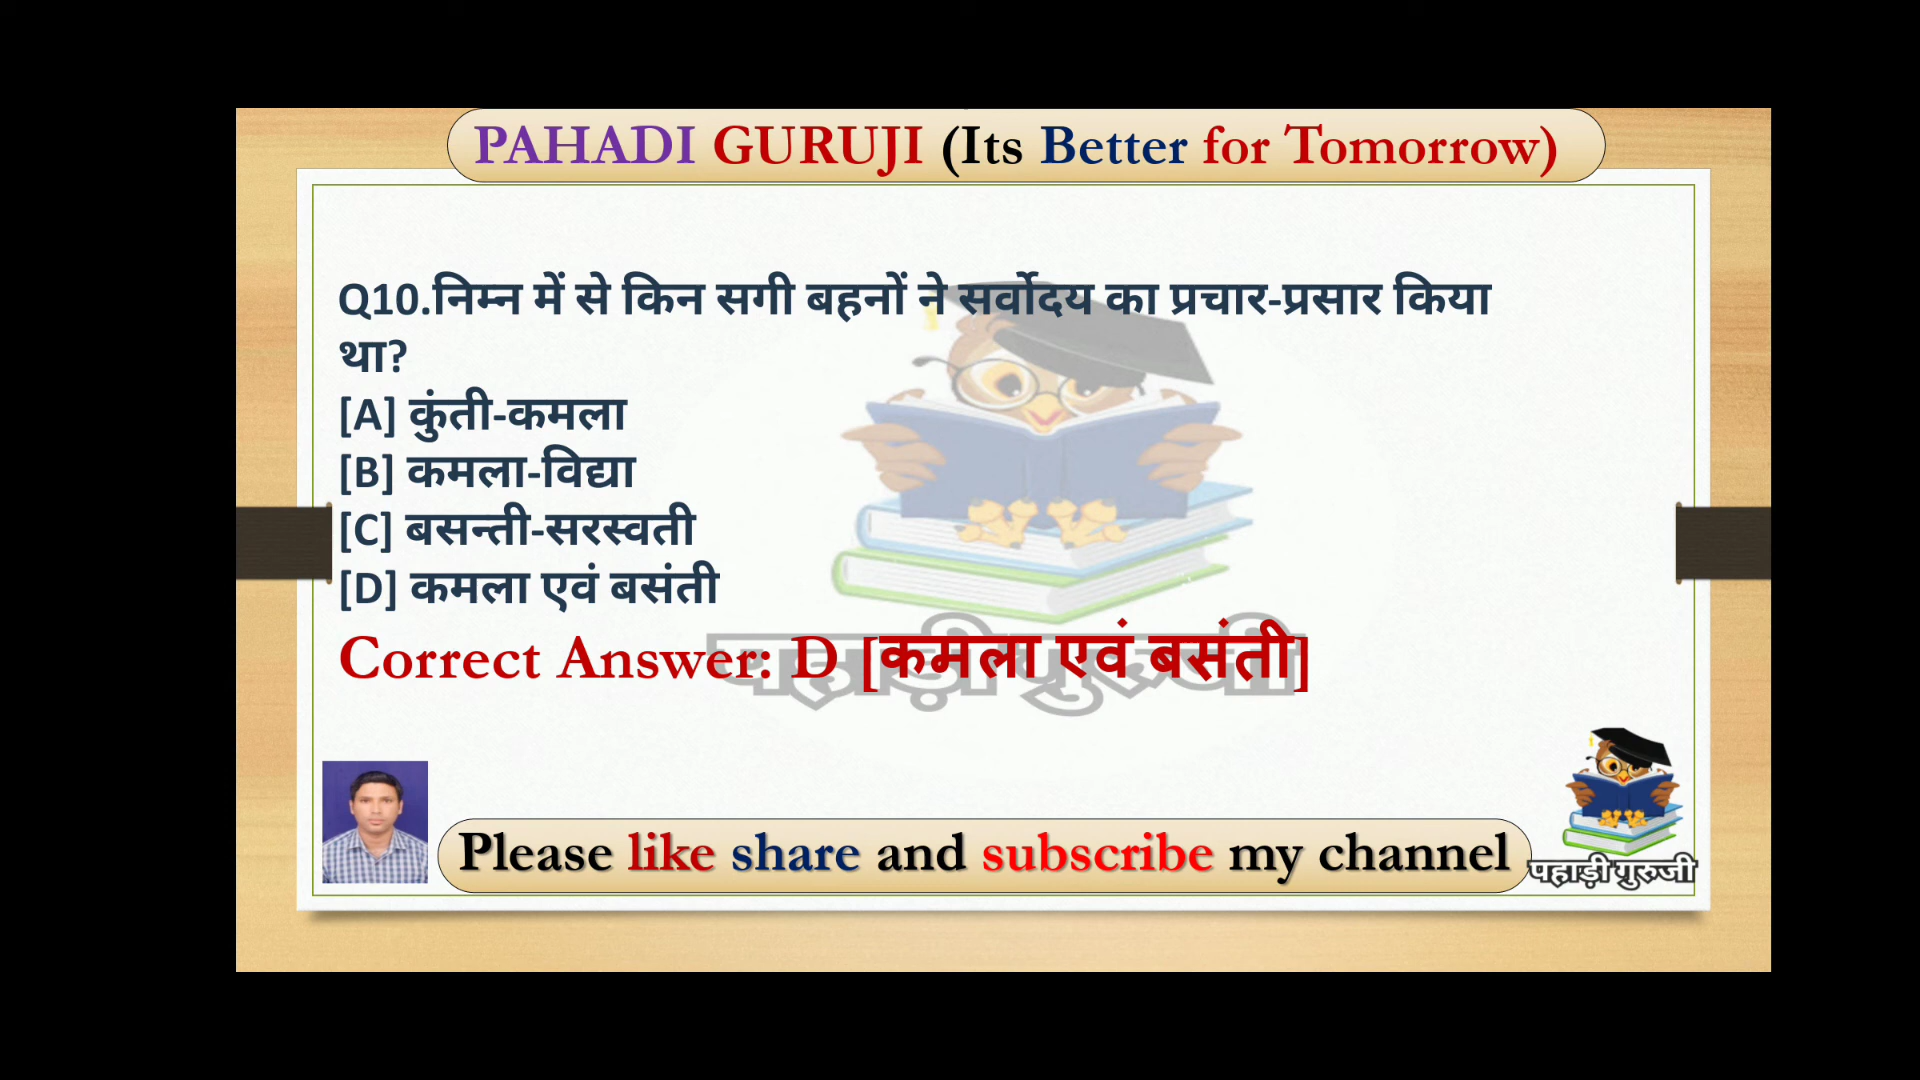 PAHADI GURUJI (Its Better for Tomorrow)
Q10.निम्न में से किन सगी बहनों ने सर्वोदय का प्रचार-प्रसार किया
था?
[A] कुंती-कमला
[B] कमला-विद्या
[C] बसन्ती-सरस्वती
[D] कमला एवं बसंती
Correct Answer: D [कमला एवं बसंती]
पहाड़ी गुरुजी
Please like share and subscribe my channel
पहाड़ी गुरुजी